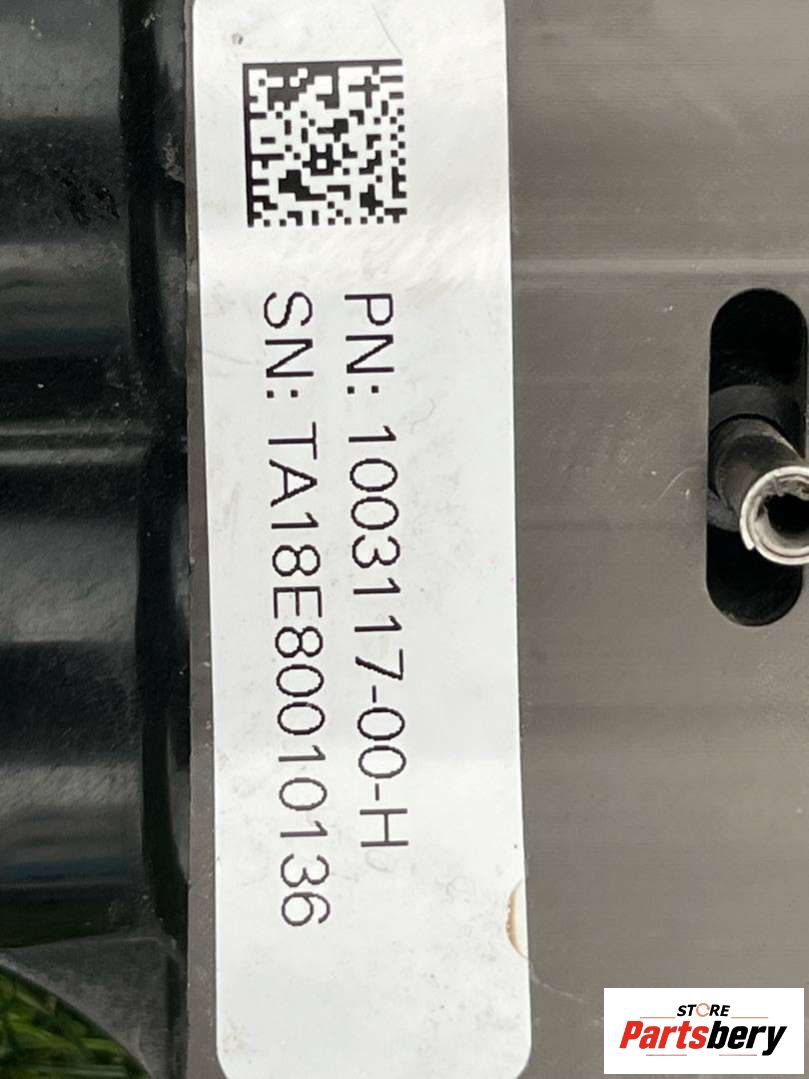 PN: 1003117-00-H
SN: TA18E80010136
STORE
Partsbery